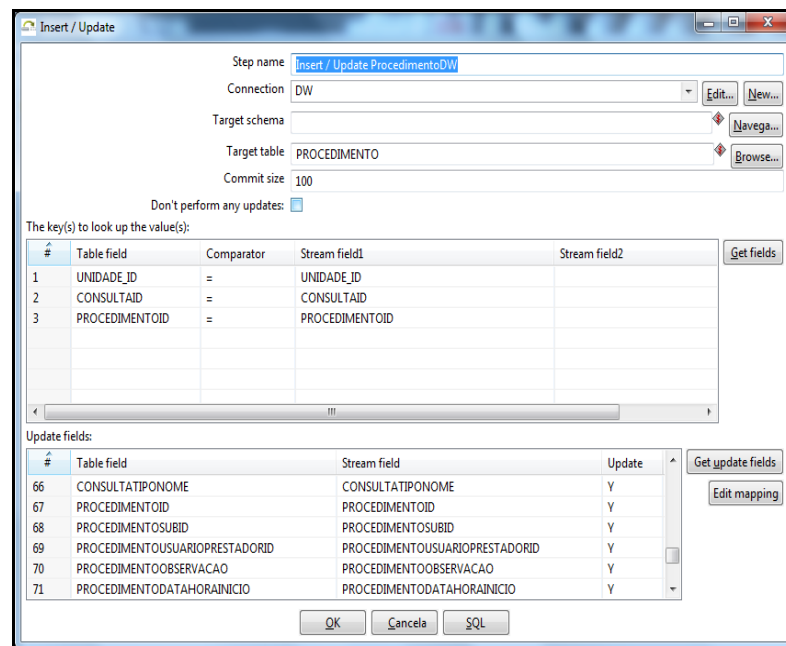 Insert / Update
Step name Insert / Update ProcedimentoDW
Connection DW Edit... New...
Target schema Navega...
Target table PROCEDIMENTO Browse...
Commit size 100
Don't perform any updates:
The key(s) to look up the value(s):
# Table field Comparator Stream field1 Stream field2 Get fields
1 UNIDADE_ID = UNIDADE_ID
2 CONSULTAID = CONSULTAID
3 PROCEDIMENTOID = PROCEDIMENTOID
Update fields:
# Table field Stream field Update Get update fields
66 CONSULTATIPONOME CONSULTATIPONOME Y Edit mapping
67 PROCEDIMENTOID PROCEDIMENTOID Y
68 PROCEDIMENTOSUBID PROCEDIMENTOSUBID Y
69 PROCEDIMENTOUSUARIOPRESTADORID PROCEDIMENTOUSUARIOPRESTADORID Y
70 PROCEDIMENTOOBSERVACAO PROCEDIMENTOOBSERVACAO Y
71 PROCEDIMENTODATAHORAINICIO PROCEDIMENTODATAHORAINICIO Y
OK Cancela SQL